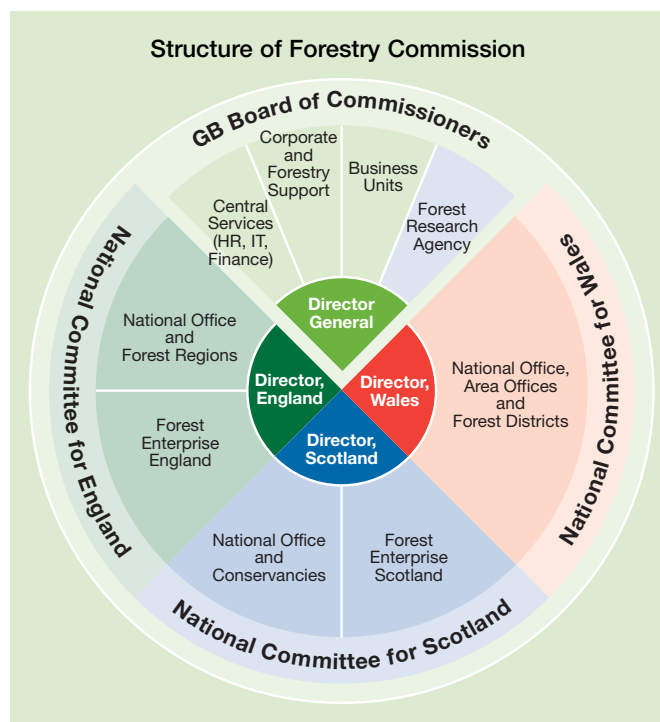 Structure of Forestry Commission
GB Board of Commissioners
Central
Services
(HR, IT,
Finance)
Corporate
and
Forestry
Support
Business
Units
Forest
Research
Agency
Director
General
National Committee for England
National Office
and
Forest Regions
Forest
Enterprise
England
Director,
England
Director,
Wales
National Office,
Area Offices
and
Forest Districts
National Committee for Wales
Director,
Scotland
National Office
and
Conservancies
Forest
Enterprise
Scotland
National Committee for Scotland